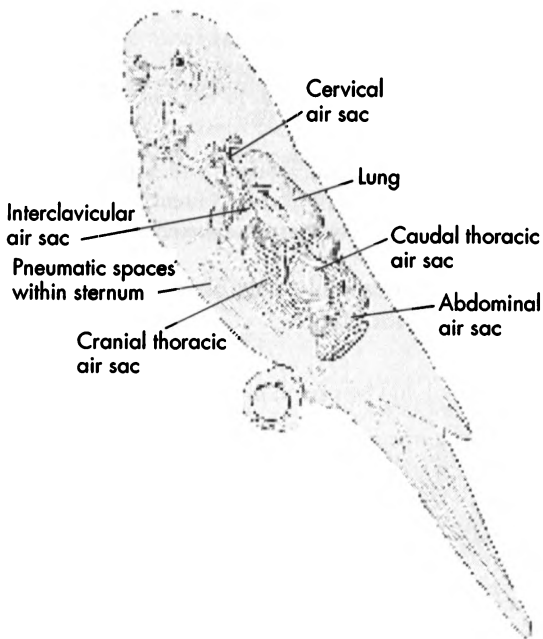 Cervical
air sac
Lung
Interclavicular
air sac
Caudal thoracic
air sac
Pneumatic spaces
within sternum
Abdominal
air sac
Cranial thoracic
air sac